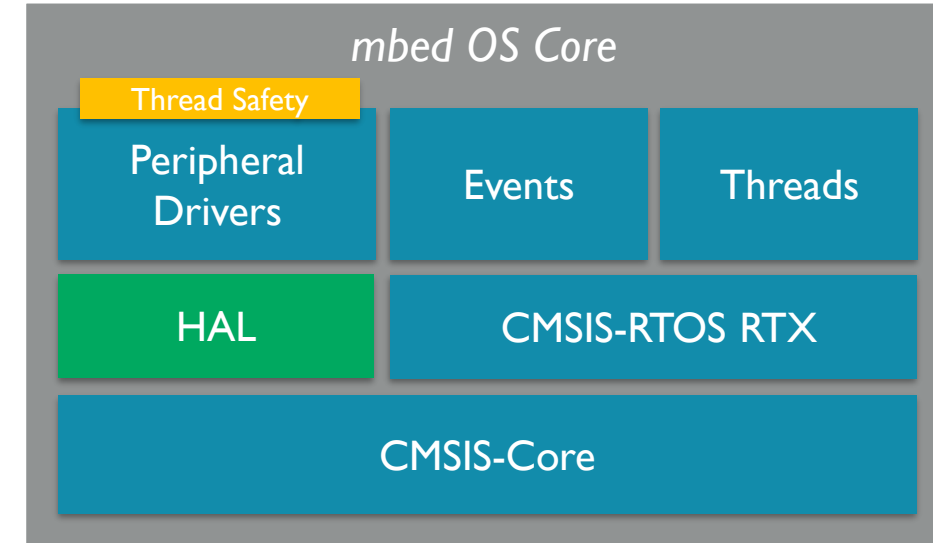 mbed OS Core
Thread Safety
Peripheral
Drivers
Events
Threads
HAL
CMSIS-RTOS RTX
CMSIS-Core